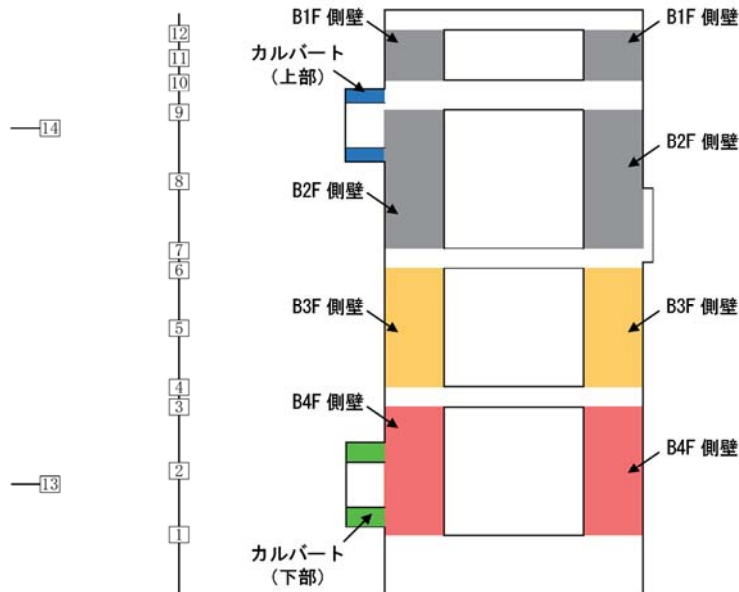 12
11
10
9
14
8
7
6
5
4
3
2
13
1
B1F 側壁
B1F 側壁
カルバート
（上部）
B2F 側壁
B2F 側壁
B3F 側壁
B3F 側壁
B4F 側壁
B4F 側壁
カルバート
（下部）